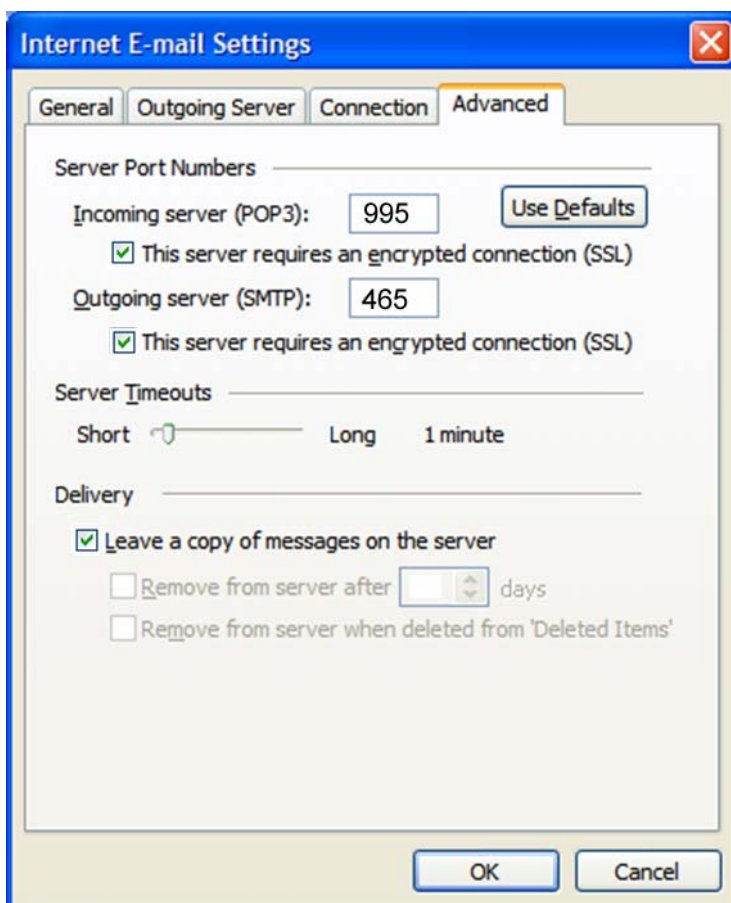 Internet E-mail Settings
General Outgoing Server Connection Advanced
Server Port Numbers
Incoming server (POP3): 995 Use Defaults
This server requires an encrypted connection (SSL)
Outgoing server (SMTP): 465
This server requires an encrypted connection (SSL)
Server Timeouts
Short Long 1 minute
Delivery
Leave a copy of messages on the server
Remove from server after days
Remove from server when deleted from 'Deleted Items'
OK Cancel